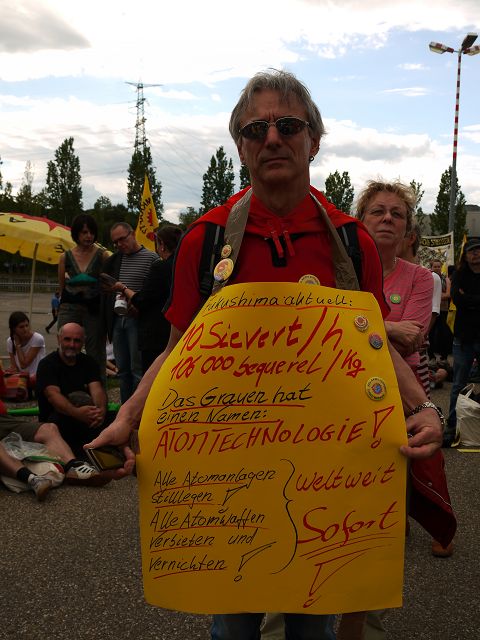 Fukushima aktuell:
10 Sievert/h
106 000 bequerel/Kg
Das Grauen hat
einen Namen:
ATOMTECHNOLOGIE!
Alle Atomanlagen
stilllegen!
Alle Atomwaffen
verbieten und
vernichten!
Weltweit
Sofort!